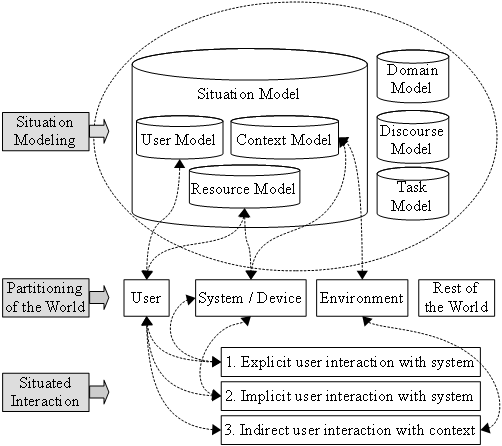 Situation
Modeling
Situation Model
User Model
Context Model
Resource Model
Domain
Model
Discourse
Model
Task
Model
Partitioning
of the World
User
System / Device
Environment
Rest of
the World
Situated
Interaction
1. Explicit user interaction with system
2. Implicit user interaction with system
3. Indirect user interaction with context